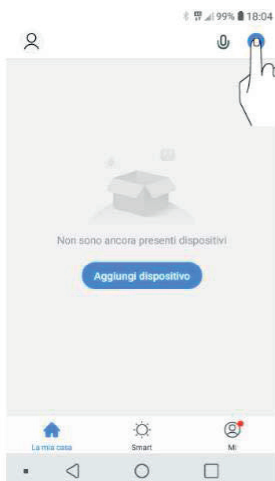 99% 18:04
Non sono ancora presenti dispositivi
Aggiungi dispositivo
La mia casa
Smart
Mi